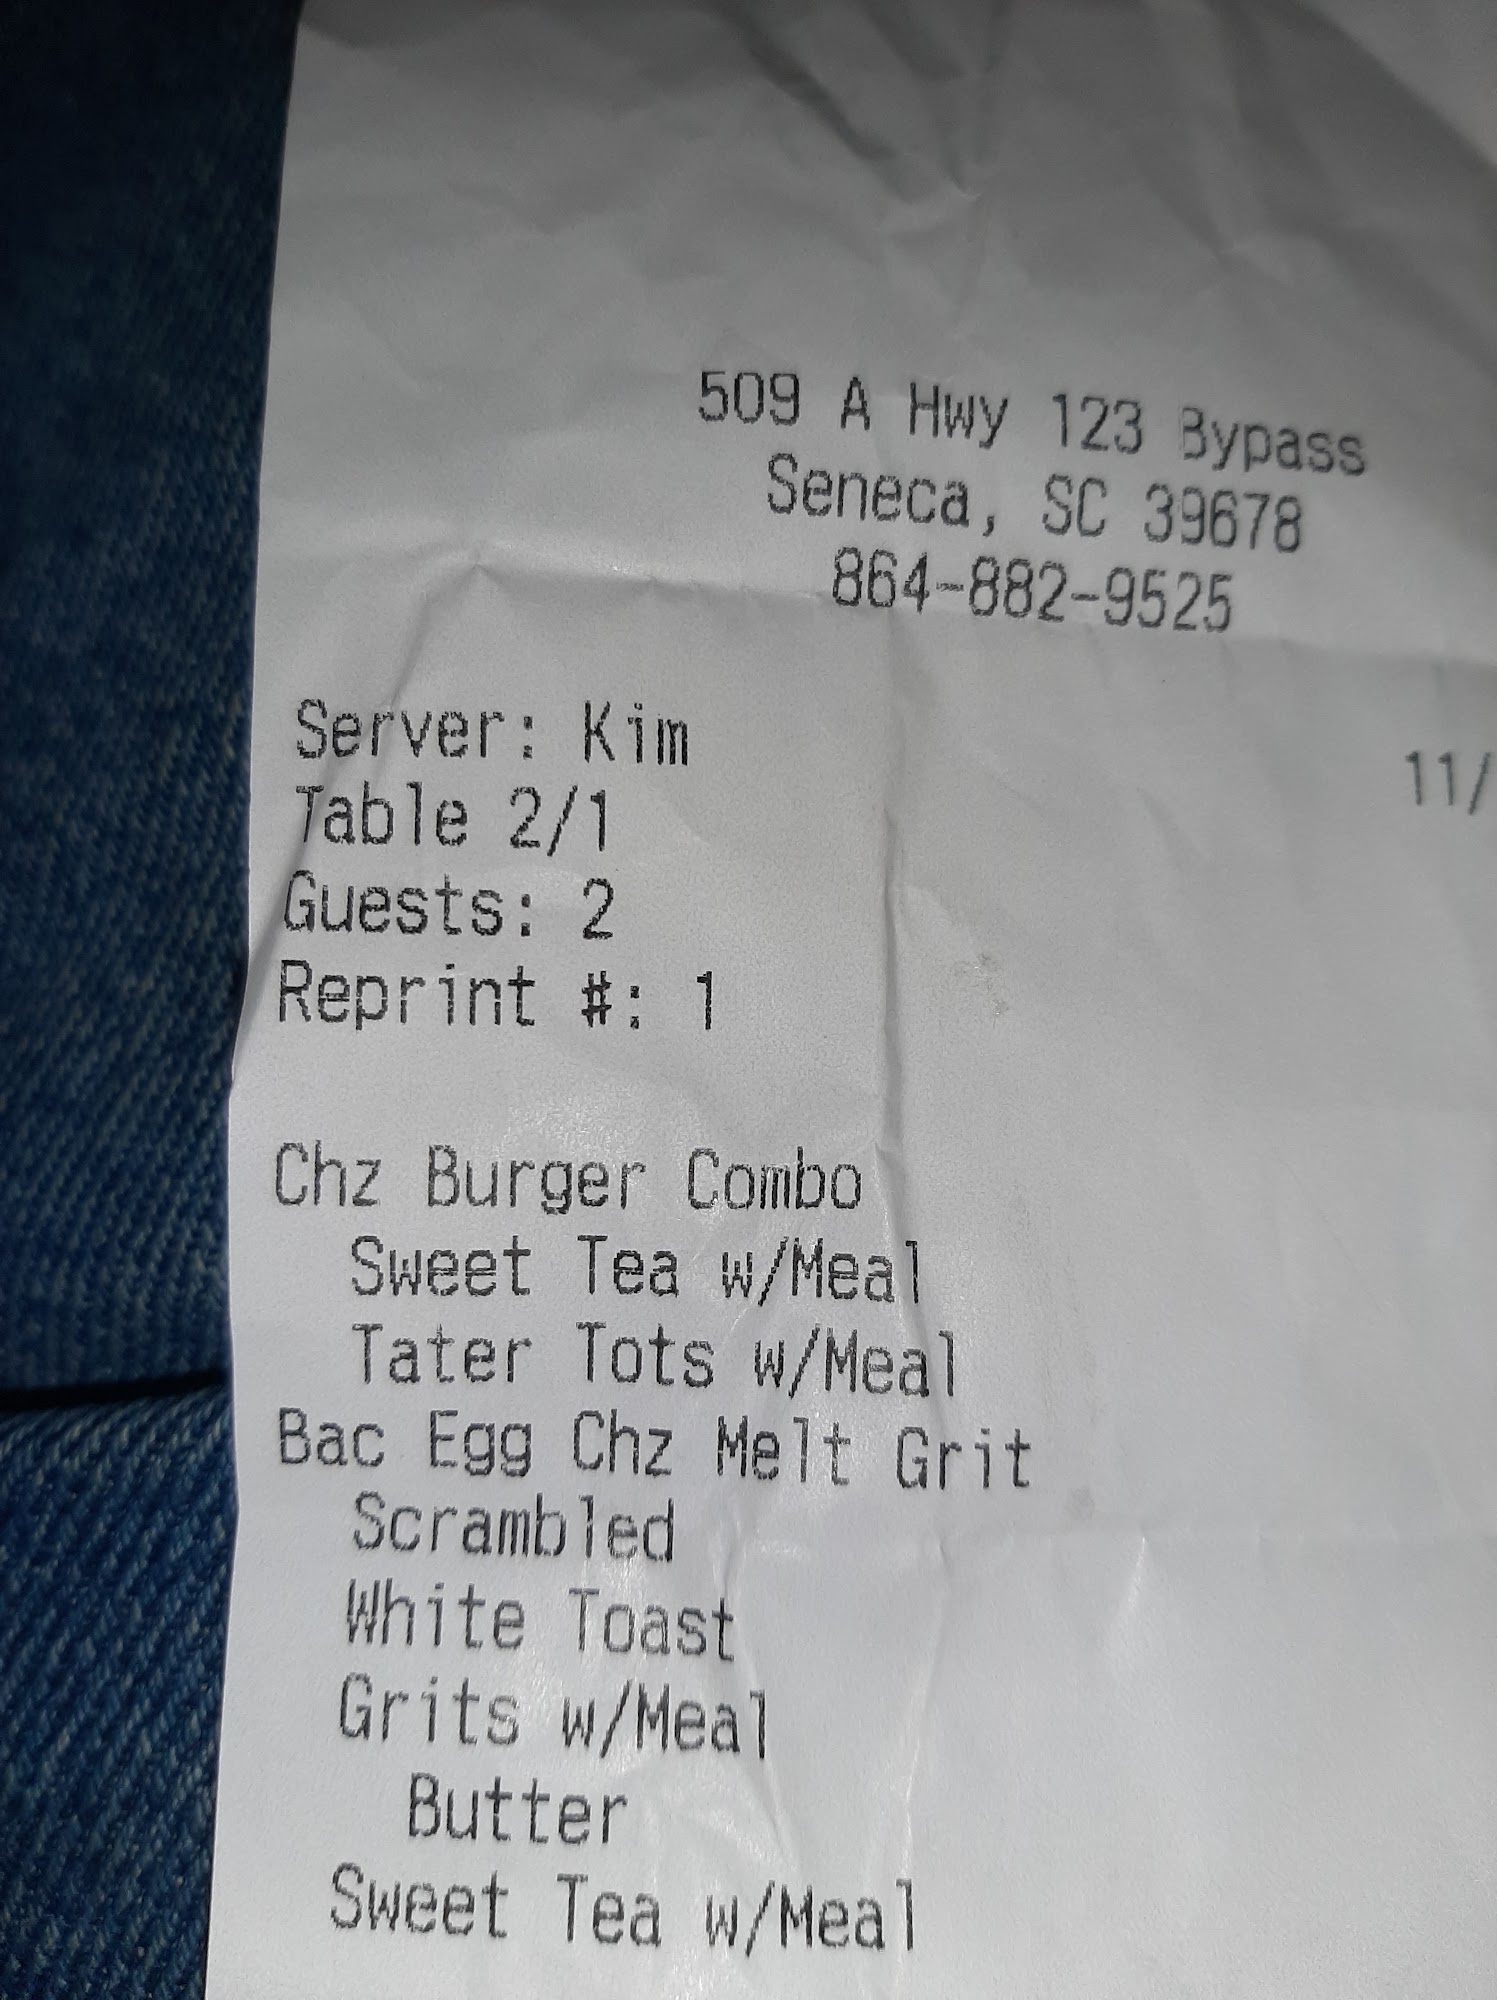 509 A Hwy 123 Bypass
Seneca, SC 39678
864-882-9525
Server: Kim
11/
Table 2/1
Guests: 2
Reprint #: 1
Chz Burger Combo
Sweet Tea w/Meal
Tater Tots w/Meal
Bac Egg Chz Melt Grit
Scrambled
White Toast
Grits w/Meal
Butter
Sweet Tea w/Meal